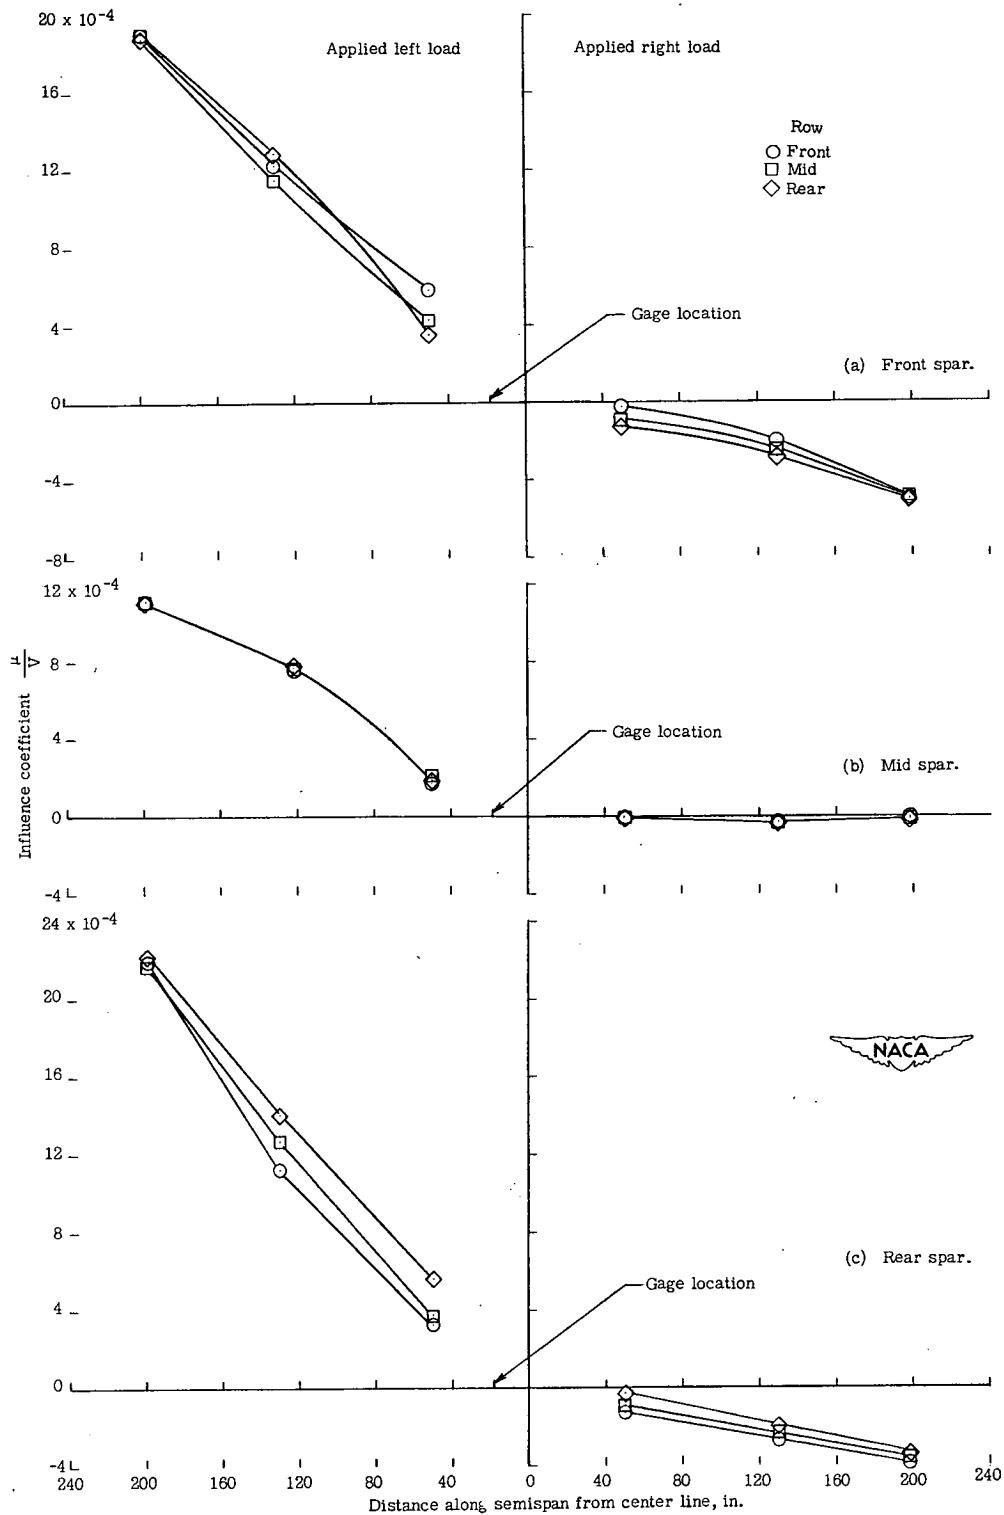 20 x 10-4
Applied left load
Applied right load
16
Row
Front
Mid
Rear
12
8
4
Gage location
(a) Front spar.
0
-4
-8
12 x 10-4
8
4
Gage location
(b) Mid spar.
0
-4
Influence coefficient μ/V
24 x 10-4
20
NACA
16
12
8
(c) Rear spar.
Gage location
4
0
-4
240 200 160 120 80 40 0 40 80 120 160 200 240
Distance along semispan from center line, in.